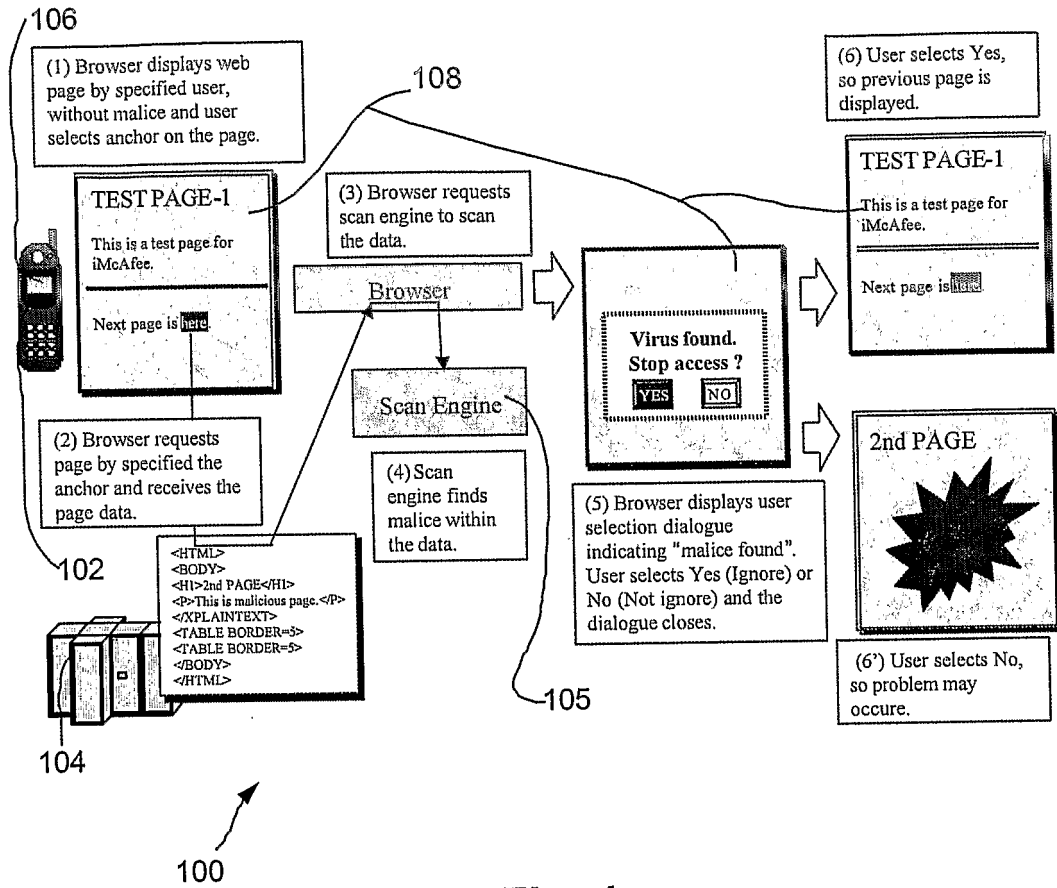 106
(1) Browser displays web
page by specified user,
without malice and user
selects anchor on the page.
108
(6) User selects Yes,
so previous page is
displayed.
TEST PAGE-1
This is a test page for
iMcAfee.
Next page is here.
(3) Browser requests
scan engine to scan
the data.
Browser
Scan Engine
(4) Scan
engine finds
malice within
the data.
(2) Browser requests
page by specified the
anchor and receives the
page data.
102
<HTML>
<BODY>
<H1>2nd PAGE</H1>
<P>This is malicious page.</P>
</XPLAINTEXT>
<TABLE BORDER=5>
<TABLE BORDER=5>
</BODY>
</HTML>
104
105
Virus found.
Stop access ?
YES NO
(5) Browser displays user
selection dialogue
indicating "malice found".
User selects Yes (Ignore) or
No (Not ignore) and the
dialogue closes.
TEST PAGE-1
This is a test page for
iMcAfee.
Next page is here.
2nd PAGE
(6') User selects No,
so problem may
occure.
100